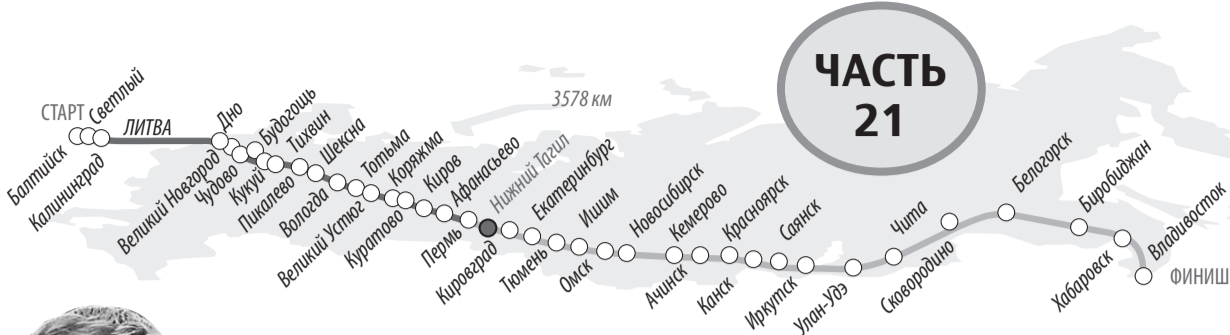 ЧАСТЬ
21
3578 км
СТАРТ
Балтийск
Светлый
Калининград
ЛИТВА
Дно
Великий Новгород
Чудово
Будогощь
Кукуй
Тихвин
Пикалево
Шексна
Вологда
Тотьма
Великий Устюг
Коряжма
Куратово
Киров
Афанасьево
Пермь
Нижний Тагил
Кировград
Екатеринбург
Тюмень
Ишим
Омск
Новосибирск
Ачинск
Кемерово
Канск
Красноярск
Иркутск
Саянск
Улан-Удэ
Чита
Сковородино
Белогорск
Биробиджан
Хабаровск
Владивосток
ФИНИШ